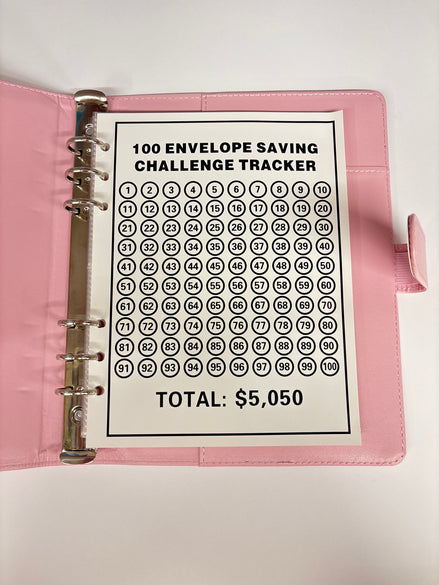 100 ENVELOPE SAVING
CHALLENGE TRACKER
1 2 3 4 5 6 7 8 9 10
11 12 13 14 15 16 17 18 19 20
21 22 23 24 25 26 27 28 29 30
31 32 33 34 35 36 37 38 39 40
41 42 43 44 45 46 47 48 49 50
51 52 53 54 55 56 57 58 59 60
61 62 63 64 65 66 67 68 69 70
71 72 73 74 75 76 77 78 79 80
81 82 83 84 85 86 87 88 89 90
91 92 93 94 95 96 97 98 99 100
TOTAL: $5,050